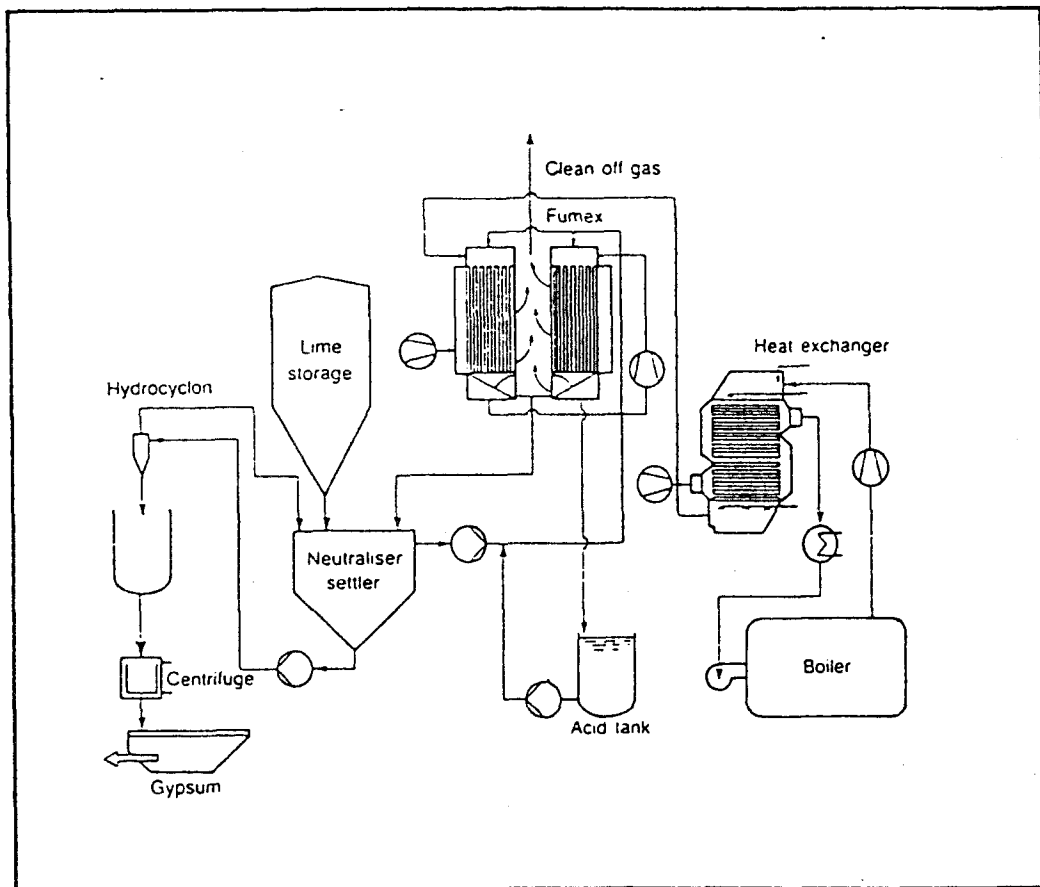 Clean off gas
Fumex
Lime
storage
Heat exchanger
Hydrocyclon
Neutraliser
settler
Boiler
Centrifuge
Acid tank
Gypsum